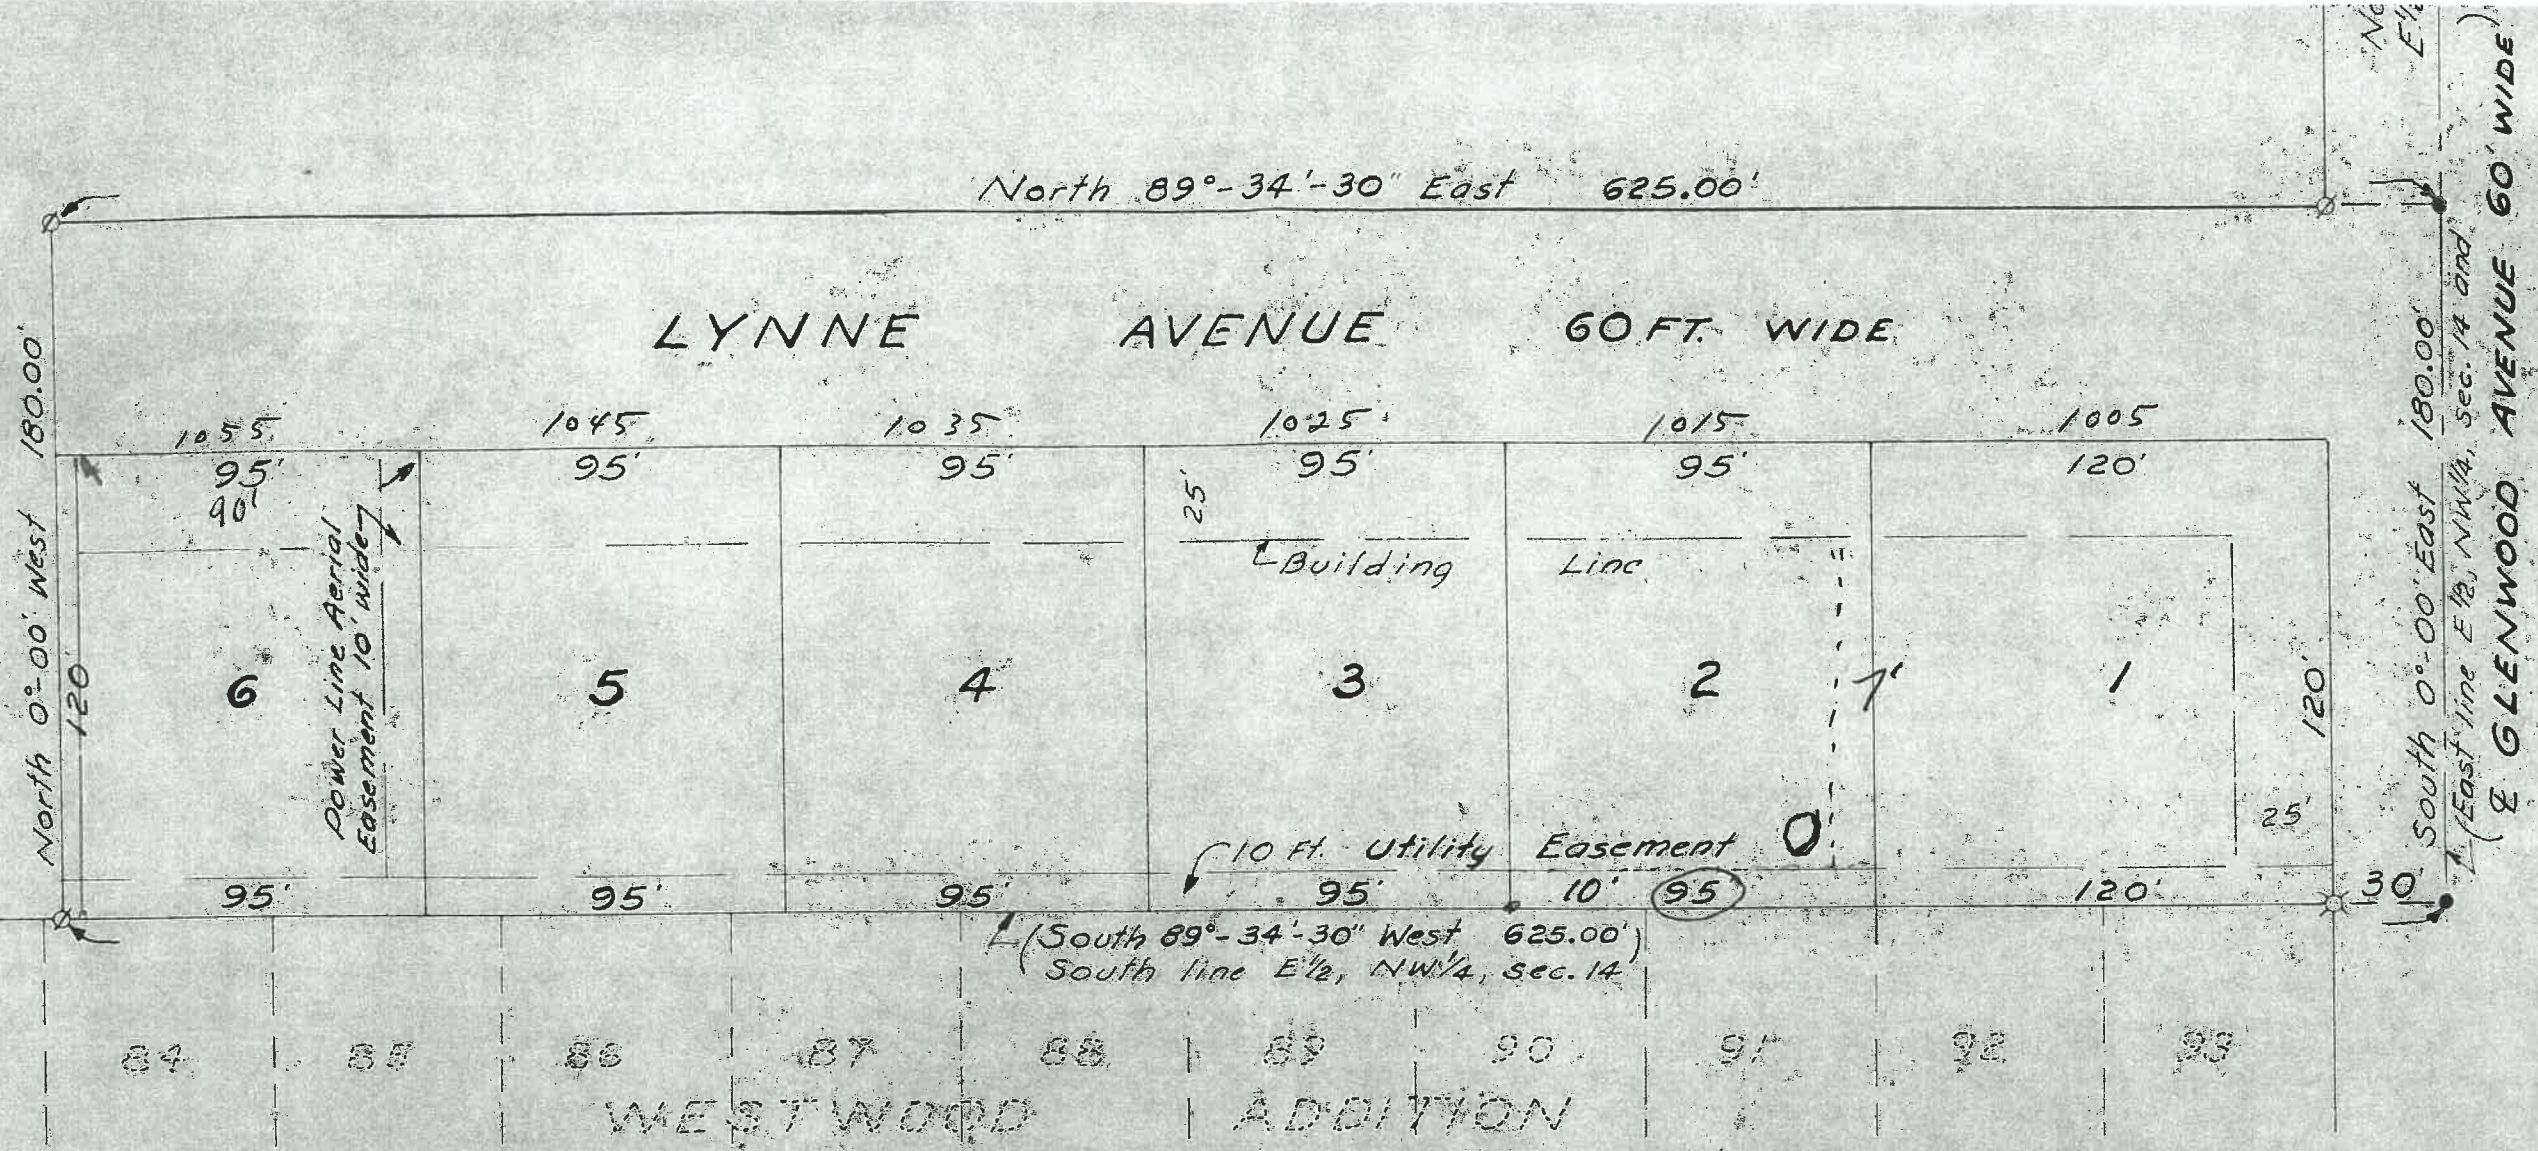 North 89°-34'-30" East 625.00'
LYNNE AVENUE 60 FT. WIDE
1055 1045 1035 1025 1015 1005
95' 95' 95' 95' 95' 120'
90'
25'
Building Line
Power Line Aerial
Easement 10' wide
6 5 4 3 2 1
7'
120'
120'
25'
10 Ft. Utility Easement
95' 95' 95' 95' 10' 95' 120' 30'
(South 89°-34'-30" West 625.00')
South line E½, NW¼, sec. 14
84 85 86 87 88 89 90 91 92 93
WESTWOOD ADDITION
North 0°-00' West 180.00'
South 0°-00' East 180.00'
(East line E½, NW¼, sec. 14 and
E½
℄ GLENWOOD AVENUE 60' WIDE